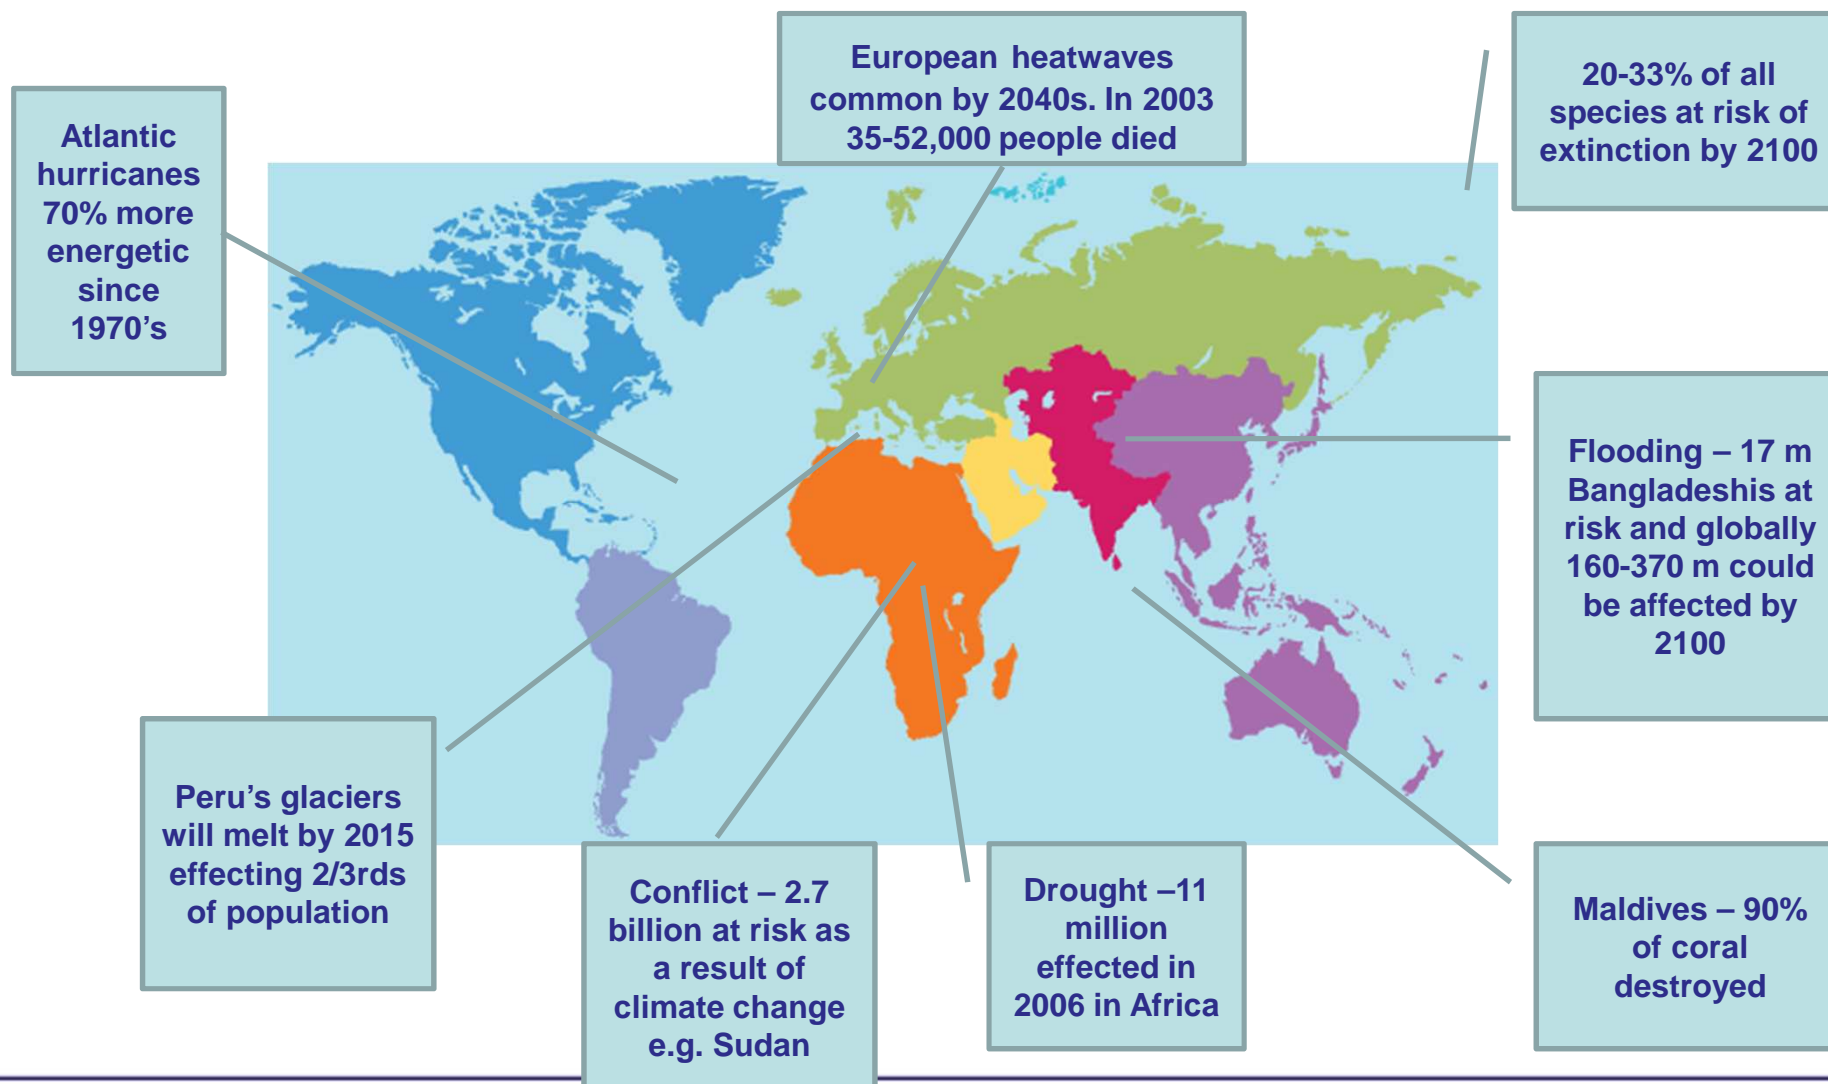 European heatwaves
common by 2040s. In 2003
35-52,000 people died
20-33% of all
species at risk of
extinction by 2100
Atlantic
hurricanes
70% more
energetic
since
1970's
Flooding – 17 m
Bangladeshis at
risk and globally
160-370 m could
be affected by
2100
Peru's glaciers
will melt by 2015
effecting 2/3rds
of population
Conflict – 2.7
billion at risk as
a result of
climate change
e.g. Sudan
Drought –11
million
effected in
2006 in Africa
Maldives – 90%
of coral
destroyed